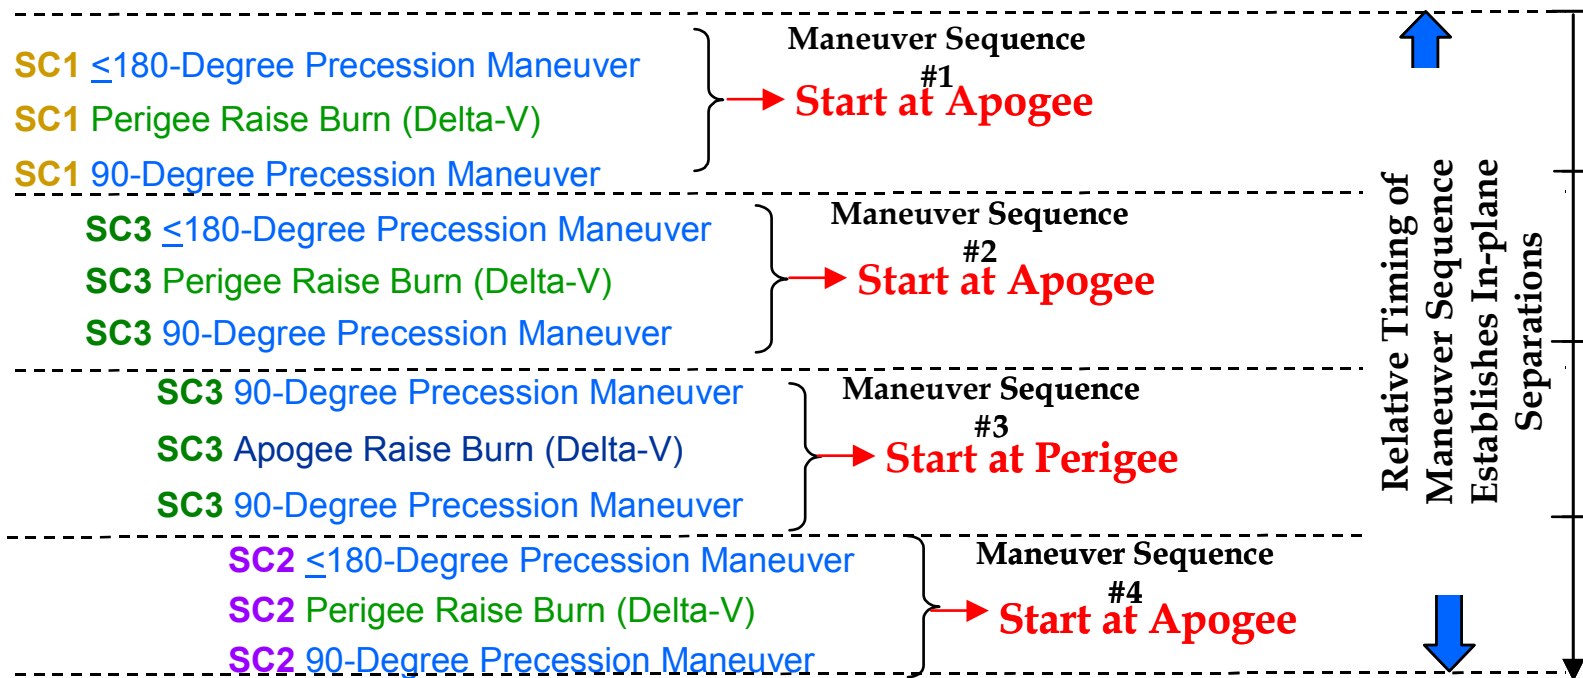 SC1 ≤180-Degree Precession Maneuver
SC1 Perigee Raise Burn (Delta-V)
SC1 90-Degree Precession Maneuver
Maneuver Sequence
#1
Start at Apogee
SC3 ≤180-Degree Precession Maneuver
SC3 Perigee Raise Burn (Delta-V)
SC3 90-Degree Precession Maneuver
Maneuver Sequence
#2
Start at Apogee
SC3 90-Degree Precession Maneuver
SC3 Apogee Raise Burn (Delta-V)
SC3 90-Degree Precession Maneuver
Maneuver Sequence
#3
Start at Perigee
SC2 ≤180-Degree Precession Maneuver
SC2 Perigee Raise Burn (Delta-V)
SC2 90-Degree Precession Maneuver
Maneuver Sequence
#4
Start at Apogee
Relative Timing of
Maneuver Sequence
Establishes In-plane
Separations